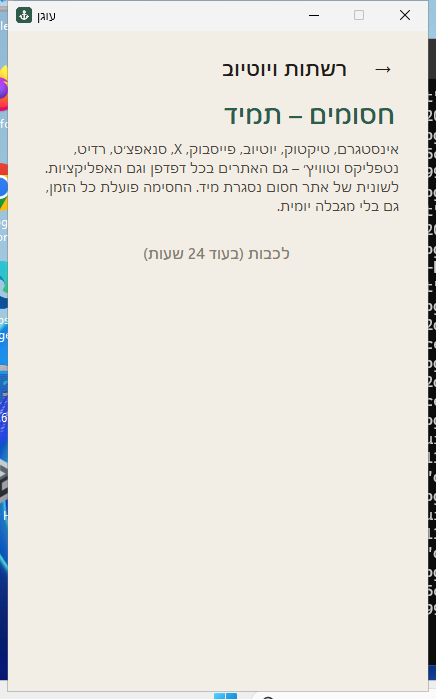 עוגן
רשתות ויוטיוב
חסומים – תמיד
אינסטגרם, טיקטוק, יוטיוב, פייסבוק, X, סנאפצ׳ט, רדיט,
נטפליקס וטוויץ׳ – גם האתרים בכל דפדפן וגם האפליקציות.
לשונית של אתר חסום נסגרת מיד. החסימה פועלת כל הזמן,
גם בלי מגבלה יומית.
לכבות (בעוד 24 שעות)